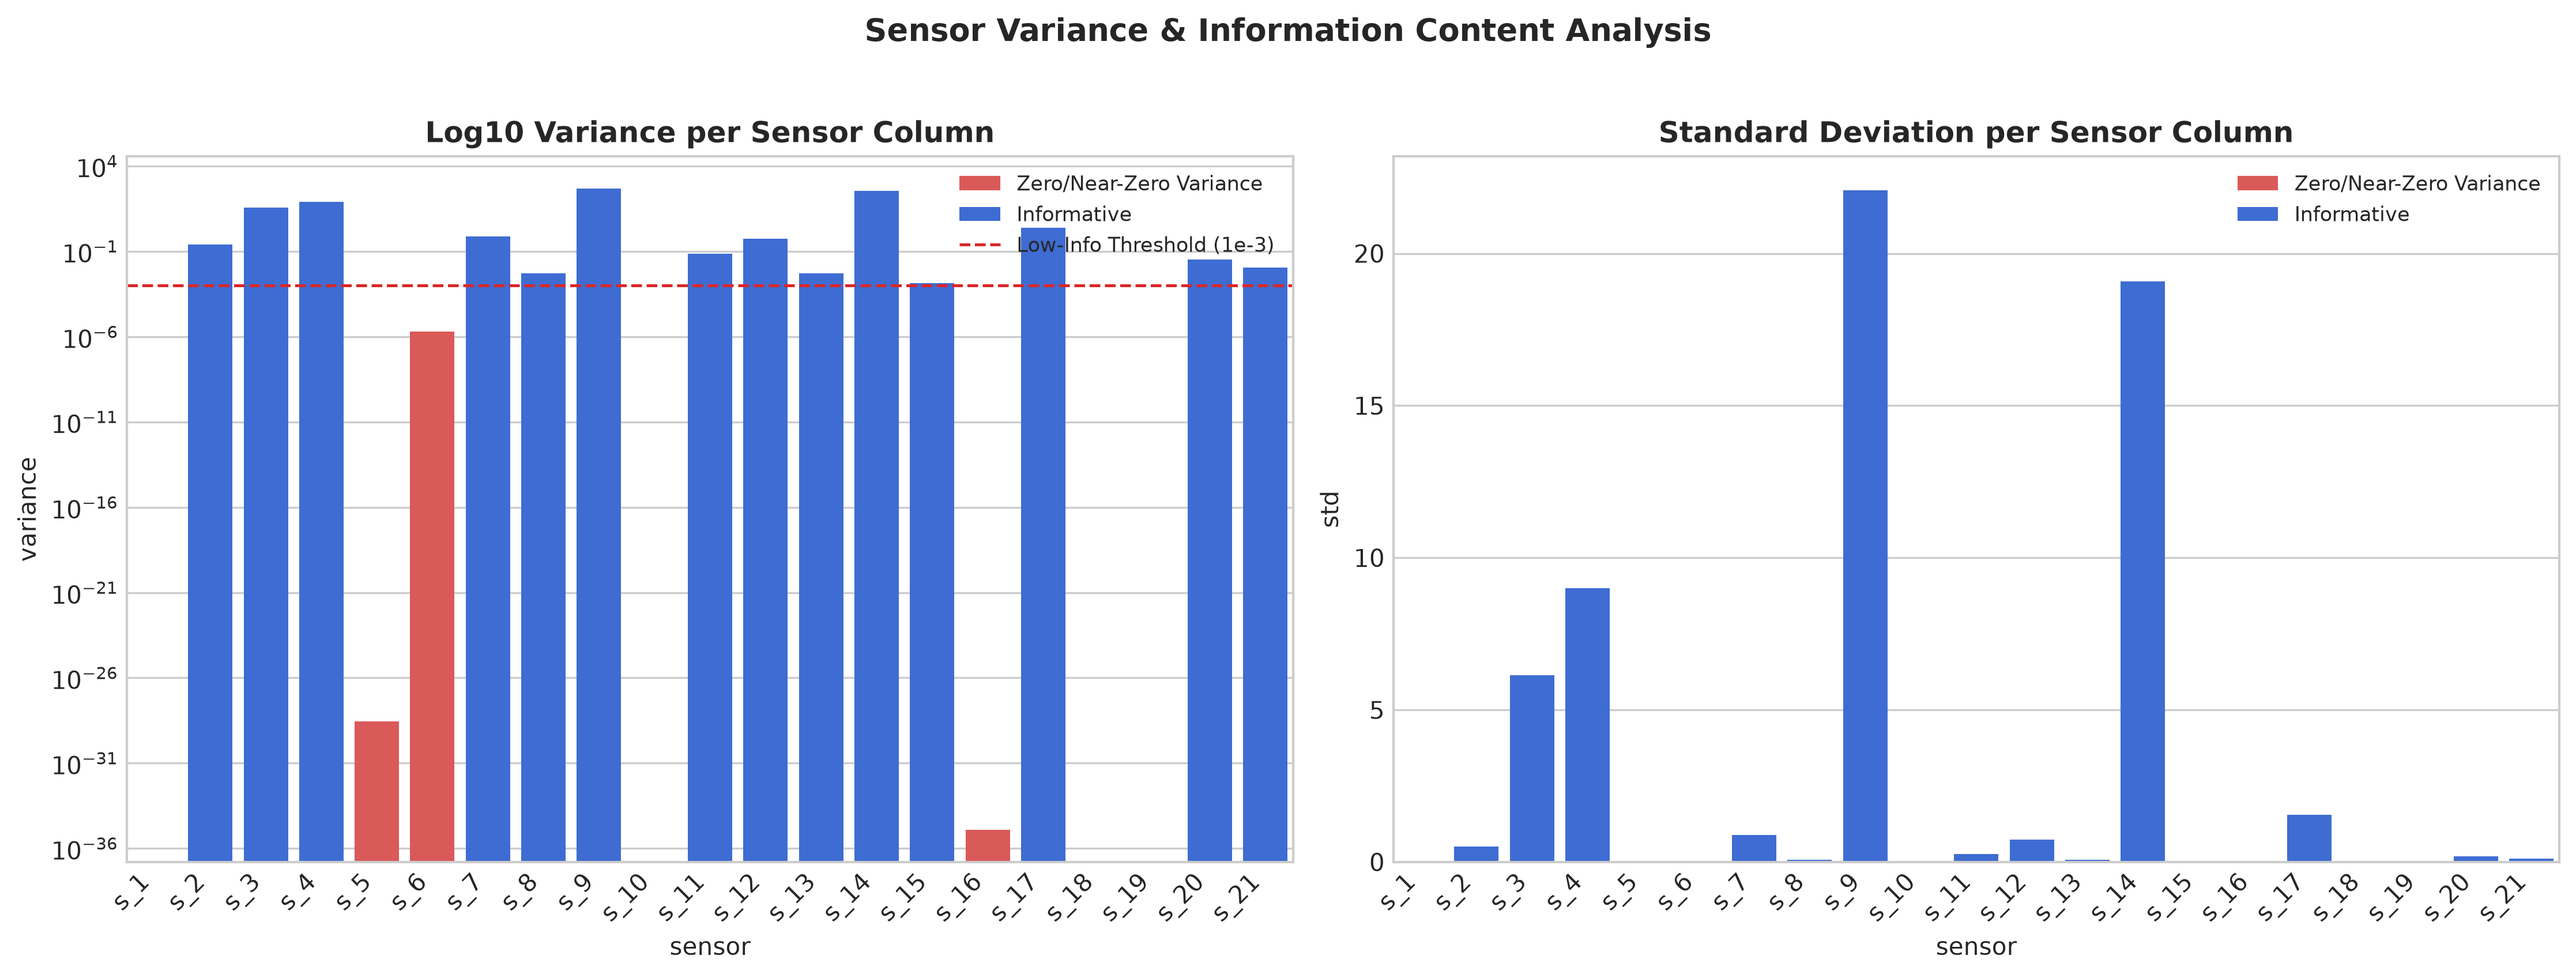 Sensor Variance & Information Content Analysis
Log10 Variance per Sensor Column
10⁴
10⁻¹
10⁻⁶
10⁻¹¹
10⁻¹⁶
10⁻²¹
10⁻²⁶
10⁻³¹
10⁻³⁶
variance
Zero/Near-Zero Variance
Informative
Low-Info Threshold (1e-3)
s_1 s_2 s_3 s_4 s_5 s_6 s_7 s_8 s_9 s_10 s_11 s_12 s_13 s_14 s_15 s_16 s_17 s_18 s_19 s_20 s_21
sensor
Standard Deviation per Sensor Column
20
15
10
5
0
std
Zero/Near-Zero Variance
Informative
s_1 s_2 s_3 s_4 s_5 s_6 s_7 s_8 s_9 s_10 s_11 s_12 s_13 s_14 s_15 s_16 s_17 s_18 s_19 s_20 s_21
sensor